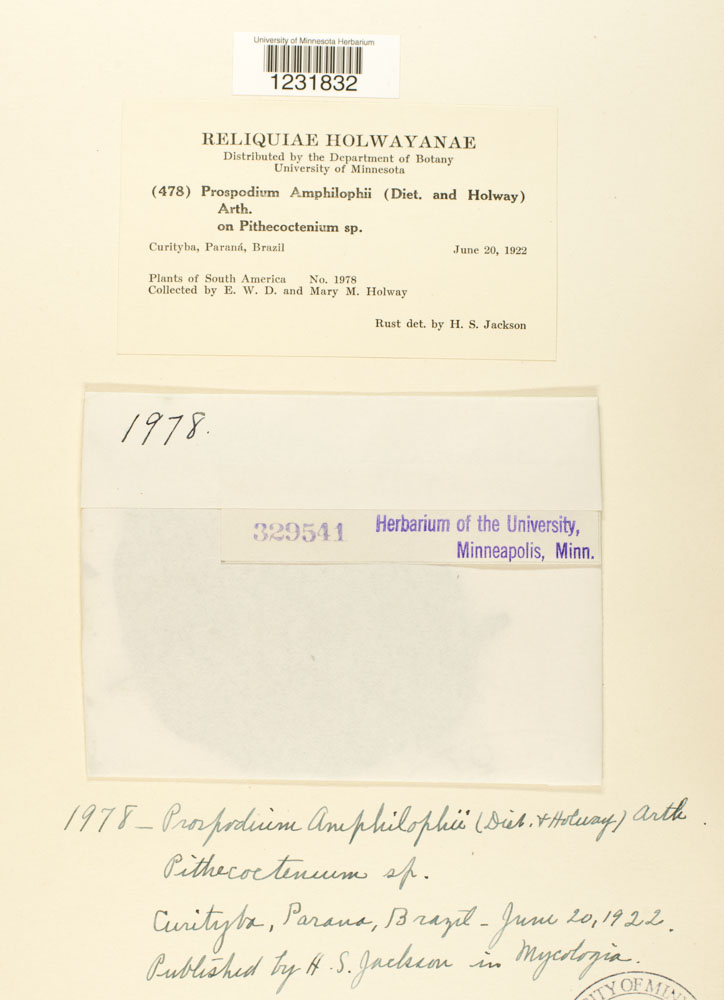 University of Minnesota Herbarium
1231832
RELIQUIAE HOLWAYANAE
Distributed by the Department of Botany
University of Minnesota
(478) Prospodium Amphilophii (Diet. and Holway)
Arth.
on Pithecoctenium sp.
Curityba, Paraná, Brazil June 20, 1922
Plants of South America No. 1978
Collected by E. W. D. and Mary M. Holway
Rust det. by H. S. Jackson
1978.
329541 Herbarium of the University,
Minneapolis, Minn.
1978 – Prospodium Amphilophii (Diet. & Holway) Arth.
Pithecoctenium sp.
Curityba, Parana, Brazil – June 20, 1922.
Published by H. S. Jackson in Mycologia.
OF MIN